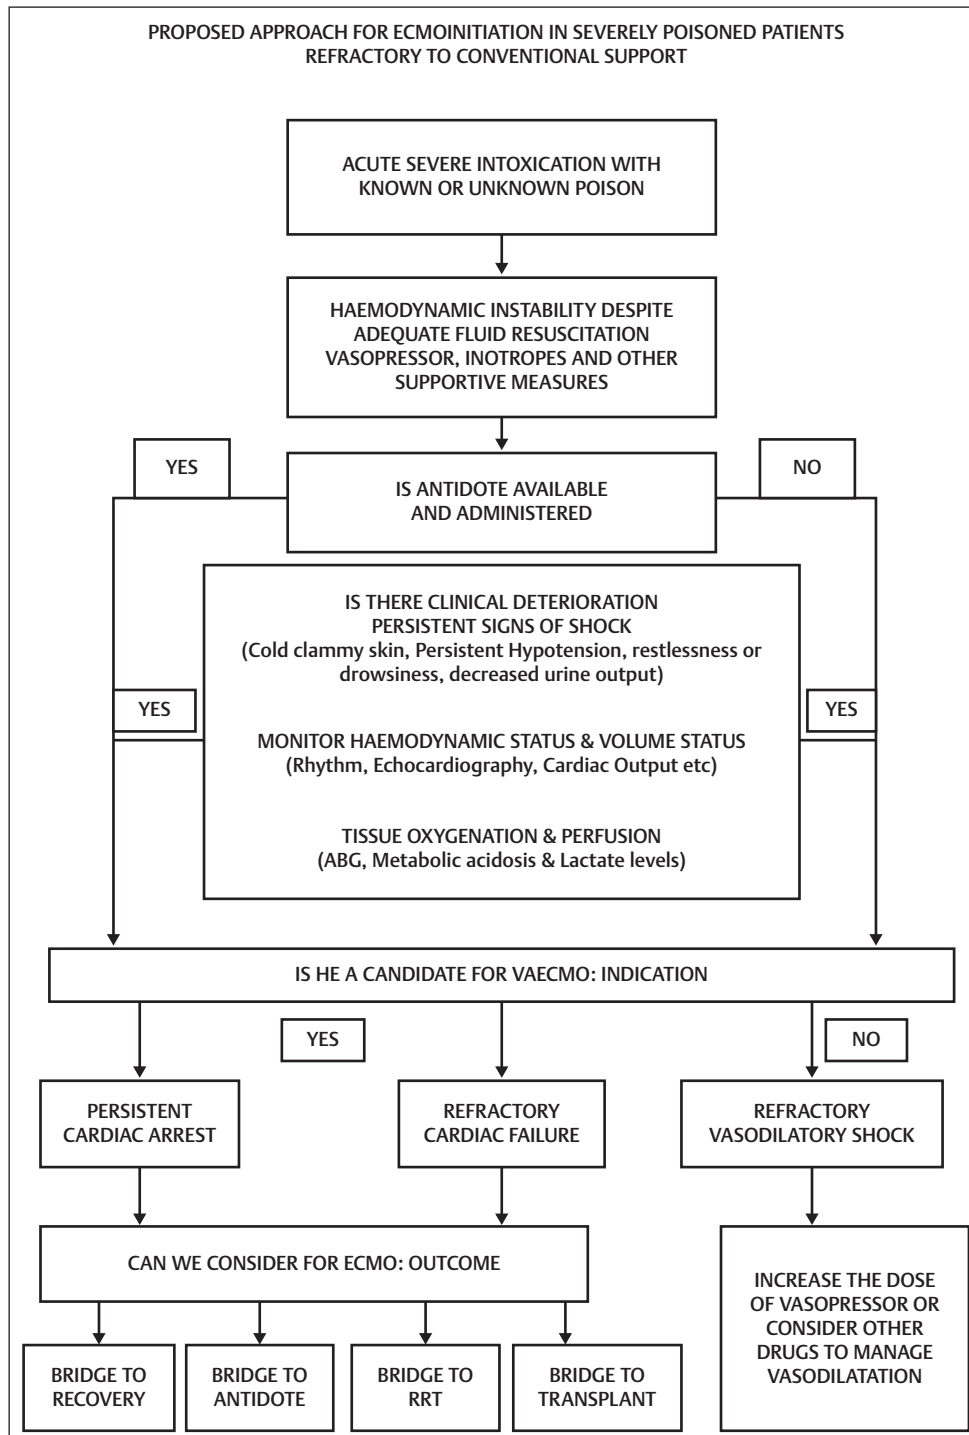 PROPOSED APPROACH FOR ECMOINITIATION IN SEVERELY POISONED PATIENTS
REFRACTORY TO CONVENTIONAL SUPPORT
ACUTE SEVERE INTOXICATION WITH
KNOWN OR UNKNOWN POISON
HAEMODYNAMIC INSTABILITY DESPITE
ADEQUATE FLUID RESUSCITATION
VASOPRESSOR, INOTROPES AND OTHER
SUPPORTIVE MEASURES
YES
NO
IS ANTIDOTE AVAILABLE
AND ADMINISTERED
IS THERE CLINICAL DETERIORATION
PERSISTENT SIGNS OF SHOCK
(Cold clammy skin, Persistent Hypotension, restlessness or
drowsiness, decreased urine output)
YES
YES
MONITOR HAEMODYNAMIC STATUS & VOLUME STATUS
(Rhythm, Echocardiography, Cardiac Output etc)
TISSUE OXYGENATION & PERFUSION
(ABG, Metabolic acidosis & Lactate levels)
IS HE A CANDIDATE FOR VAECMO: INDICATION
YES
NO
PERSISTENT
CARDIAC ARREST
REFRACTORY
CARDIAC FAILURE
REFRACTORY
VASODILATORY SHOCK
CAN WE CONSIDER FOR ECMO: OUTCOME
INCREASE THE DOSE
OF VASOPRESSOR OR
CONSIDER OTHER
DRUGS TO MANAGE
VASODILATATION
BRIDGE TO
RECOVERY
BRIDGE TO
ANTIDOTE
BRIDGE TO
RRT
BRIDGE TO
TRANSPLANT